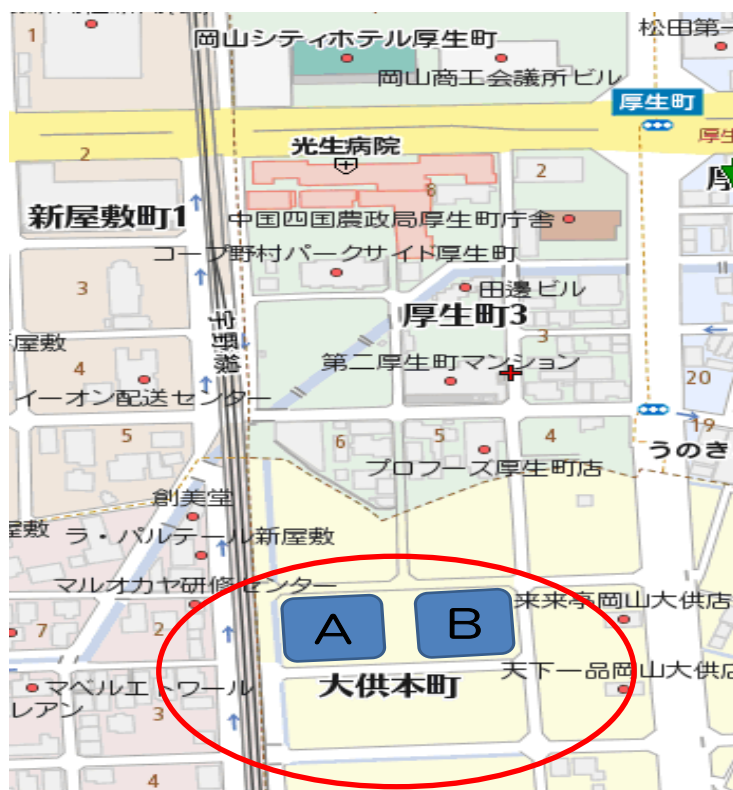 1
岡山シティホテル厚生町
松田第一
岡山商工会議所ビル
厚生町
厚生
2
光生病院
2
厚
8
新屋敷町1
中国四国農政局厚生町庁舎
コープ野村パークサイド厚生町
3
田邊ビル
宇野線
厚生町3
3
屋敷
第二厚生町マンション
4
20
イーオン配送センター
19
5
6
5
4
うのき
プロフーズ厚生町店
創美堂
屋敷
ラ・パルテール新屋敷
マルオカヤ研修センター
来来亭岡山大供店
A
B
7
2
天下一品岡山大供店
マベルエトワール
大供本町
レアン
3
4